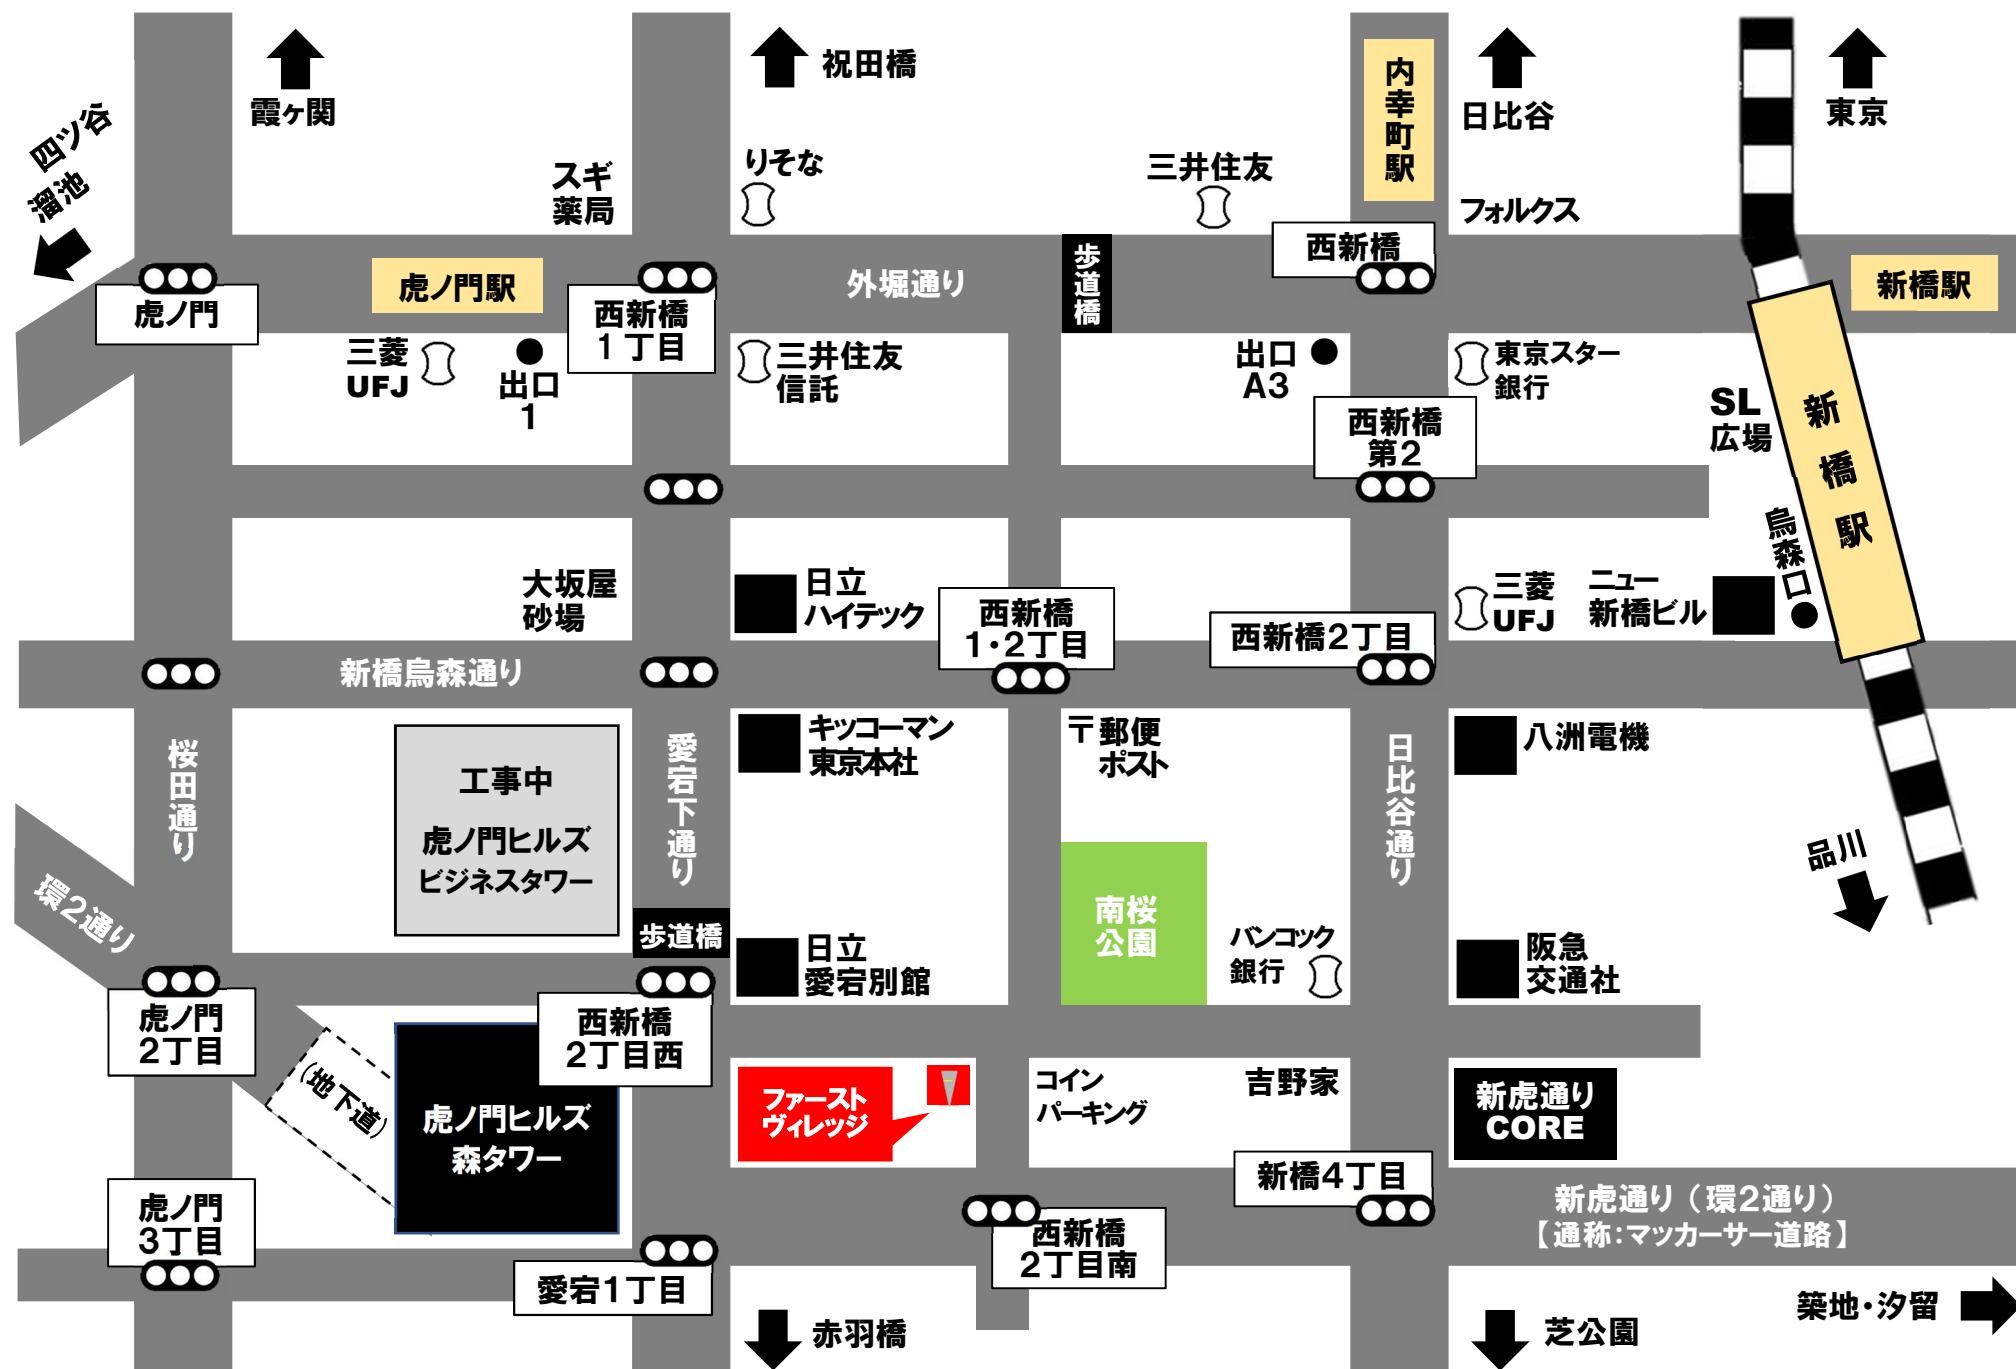 霞ヶ関
祝田橋
内幸町駅
日比谷
東京
四ツ谷
溜池
スギ
薬局
りそな
三井住友
フォルクス
西新橋
虎ノ門
虎ノ門駅
西新橋
1丁目
外堀通り
歩道橋
新橋駅
三菱
UFJ
出口
1
三井住友
信託
出口
A3
東京スター
銀行
西新橋
第2
SL
広場
新橋駅
烏森口
大坂屋
砂場
日立
ハイテック
西新橋
1・2丁目
西新橋2丁目
三菱
UFJ
ニュー
新橋ビル
新橋烏森通り
桜田通り
工事中
虎ノ門ヒルズ
ビジネスタワー
愛宕下通り
キッコーマン
東京本社
〒郵便
ポスト
日比谷通り
八洲電機
品川
環2通り
歩道橋
日立
愛宕別館
南桜
公園
バンコック
銀行
阪急
交通社
虎ノ門
2丁目
西新橋
2丁目西
(地下道)
虎ノ門ヒルズ
森タワー
ファースト
ヴィレッジ
コイン
パーキング
吉野家
新虎通り
CORE
虎ノ門
3丁目
新橋4丁目
新虎通り(環2通り)
【通称:マッカーサー道路】
西新橋
2丁目南
愛宕1丁目
赤羽橋
芝公園
築地・汐留